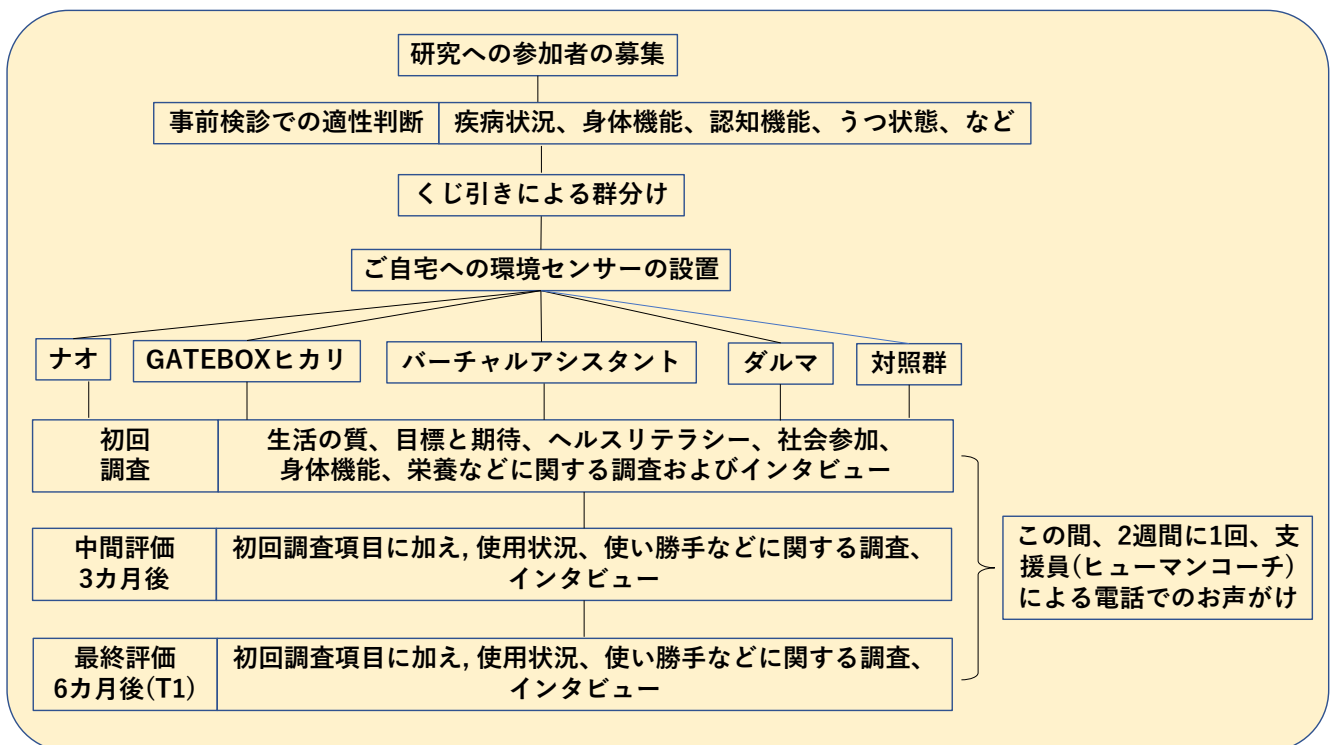 研究への参加者の募集
事前検診での適性判断
疾病状況、身体機能、認知機能、うつ状態、など
くじ引きによる群分け
ご自宅への環境センサーの設置
ナオ
GATEBOXヒカリ
バーチャルアシスタント
ダルマ
対照群
初回
調査
生活の質、目標と期待、ヘルスリテラシー、社会参加、
身体機能、栄養などに関する調査およびインタビュー
中間評価
3カ月後
初回調査項目に加え, 使用状況、使い勝手などに関する調査、
インタビュー
最終評価
6カ月後(T1)
初回調査項目に加え, 使用状況、使い勝手などに関する調査、
インタビュー
この間、2週間に1回、支
援員(ヒューマンコーチ)
による電話でのお声がけ